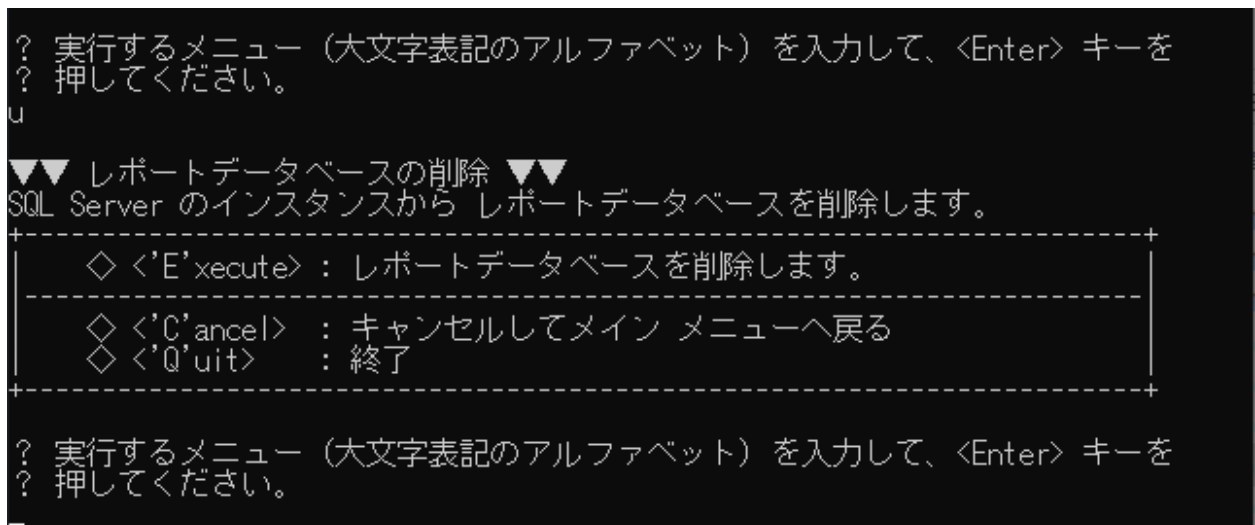 ? 実行するメニュー (大文字表記のアルファベット) を入力して、<Enter> キーを
? 押してください。
u
▼▼ レポートデータベースの削除 ▼▼
SQL Server のインスタンスから レポートデータベースを削除します。
◇ <'E'xecute> : レポートデータベースを削除します。
◇ <'C'ancel> : キャンセルしてメイン メニューへ戻る
◇ <'Q'uit> : 終了
? 実行するメニュー (大文字表記のアルファベット) を入力して、<Enter> キーを
? 押してください。